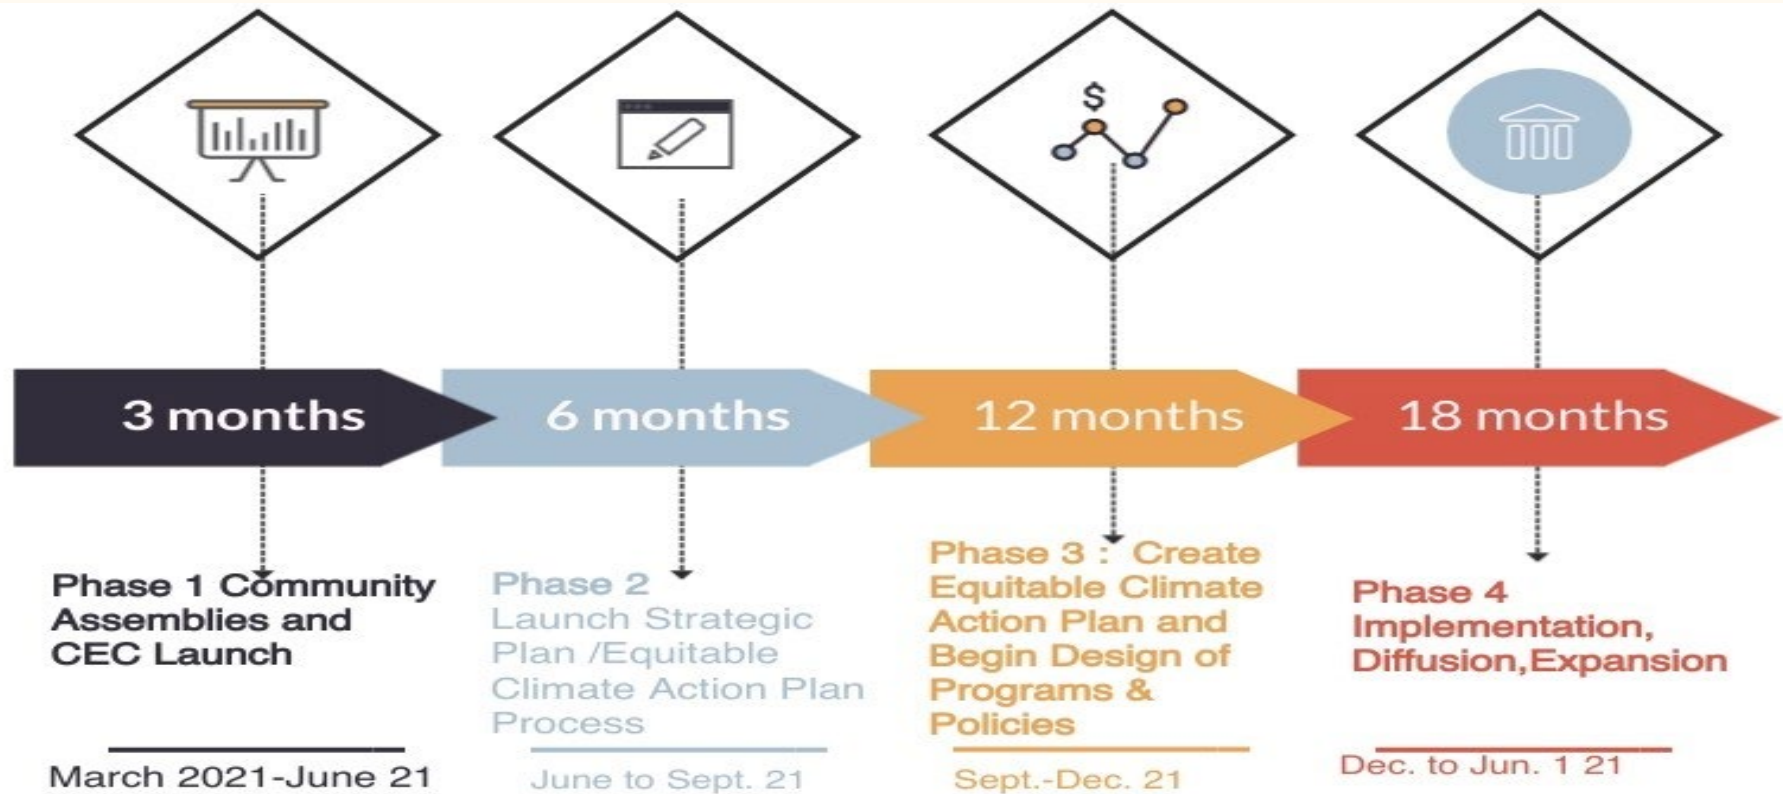 $
3 months
6 months
12 months
18 months
Phase 1 Community
Assemblies and
CEC Launch
March 2021-June 21
Phase 2
Launch Strategic
Plan /Equitable
Climate Action Plan
Process
June to Sept. 21
Phase 3 : Create
Equitable Climate
Action Plan and
Begin Design of
Programs &
Policies
Sept.-Dec. 21
Phase 4
Implementation,
Diffusion,Expansion
Dec. to Jun. 1 21